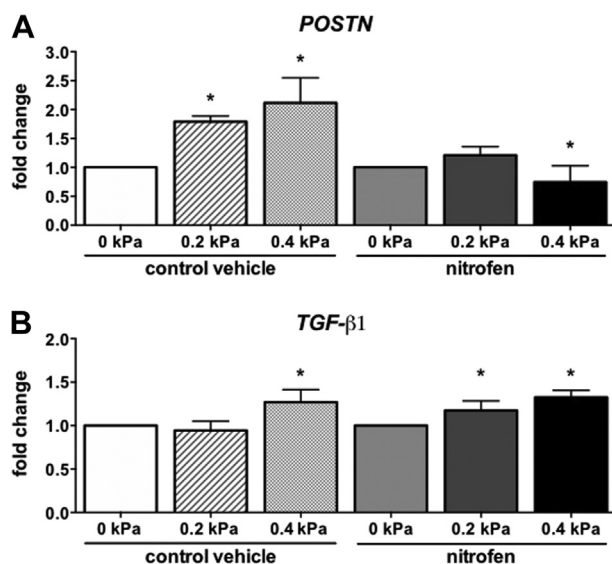 A
POSTN
fold change
3.0
2.5
2.0
1.5
1.0
0.5
0.0
* * *
0 kPa 0.2 kPa 0.4 kPa 0 kPa 0.2 kPa 0.4 kPa
control vehicle nitrofen
B
TGF-β1
fold change
2.0
1.5
1.0
0.5
0.0
* * *
0 kPa 0.2 kPa 0.4 kPa 0 kPa 0.2 kPa 0.4 kPa
control vehicle nitrofen